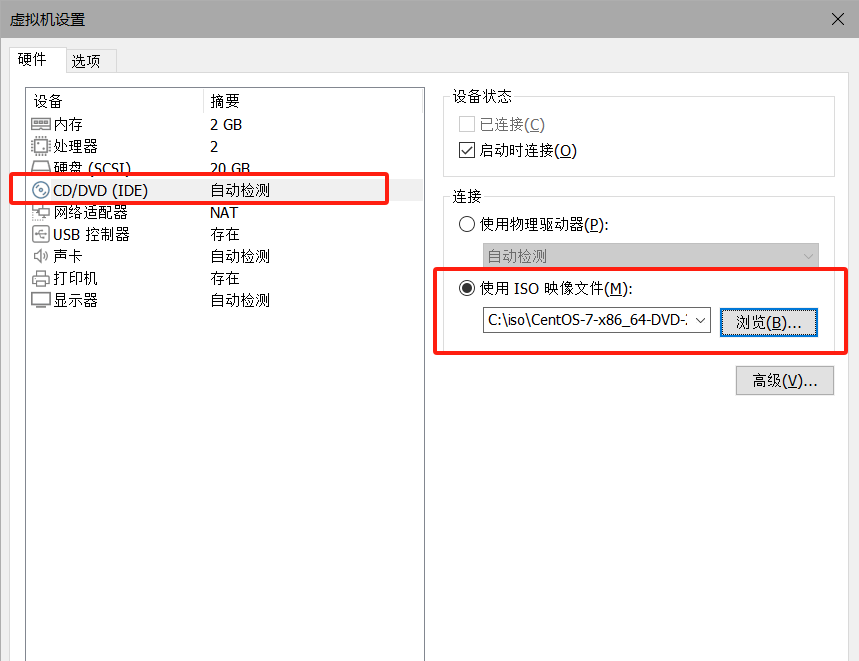 虚拟机设置
硬件 选项
设备 摘要
内存 2 GB
处理器 2
硬盘 (SCSI) 20 GB
CD/DVD (IDE) 自动检测
网络适配器 NAT
USB 控制器 存在
声卡 自动检测
打印机 存在
显示器 自动检测
设备状态
已连接(C)
启动时连接(O)
连接
使用物理驱动器(P):
自动检测
使用 ISO 映像文件(M):
C:\iso\CentOS-7-x86_64-DVD-
浏览(B)...
高级(V)...